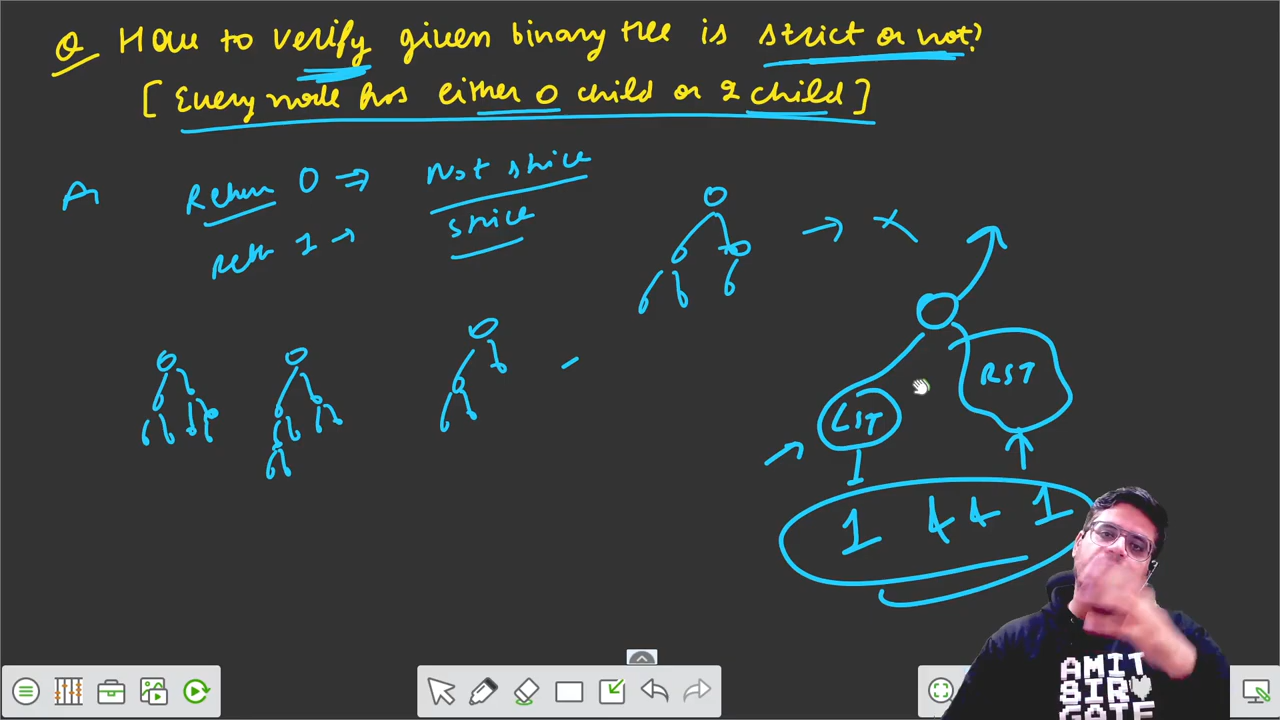 Q How to verify given binary tree is strict or not?
[Every node has either 0 child or 2 child]
A Return 0 ⇒ Not strict
Retn 1 → strict
→ X
LST
RST
1 && 1
AMIT
SIR♥
GATE